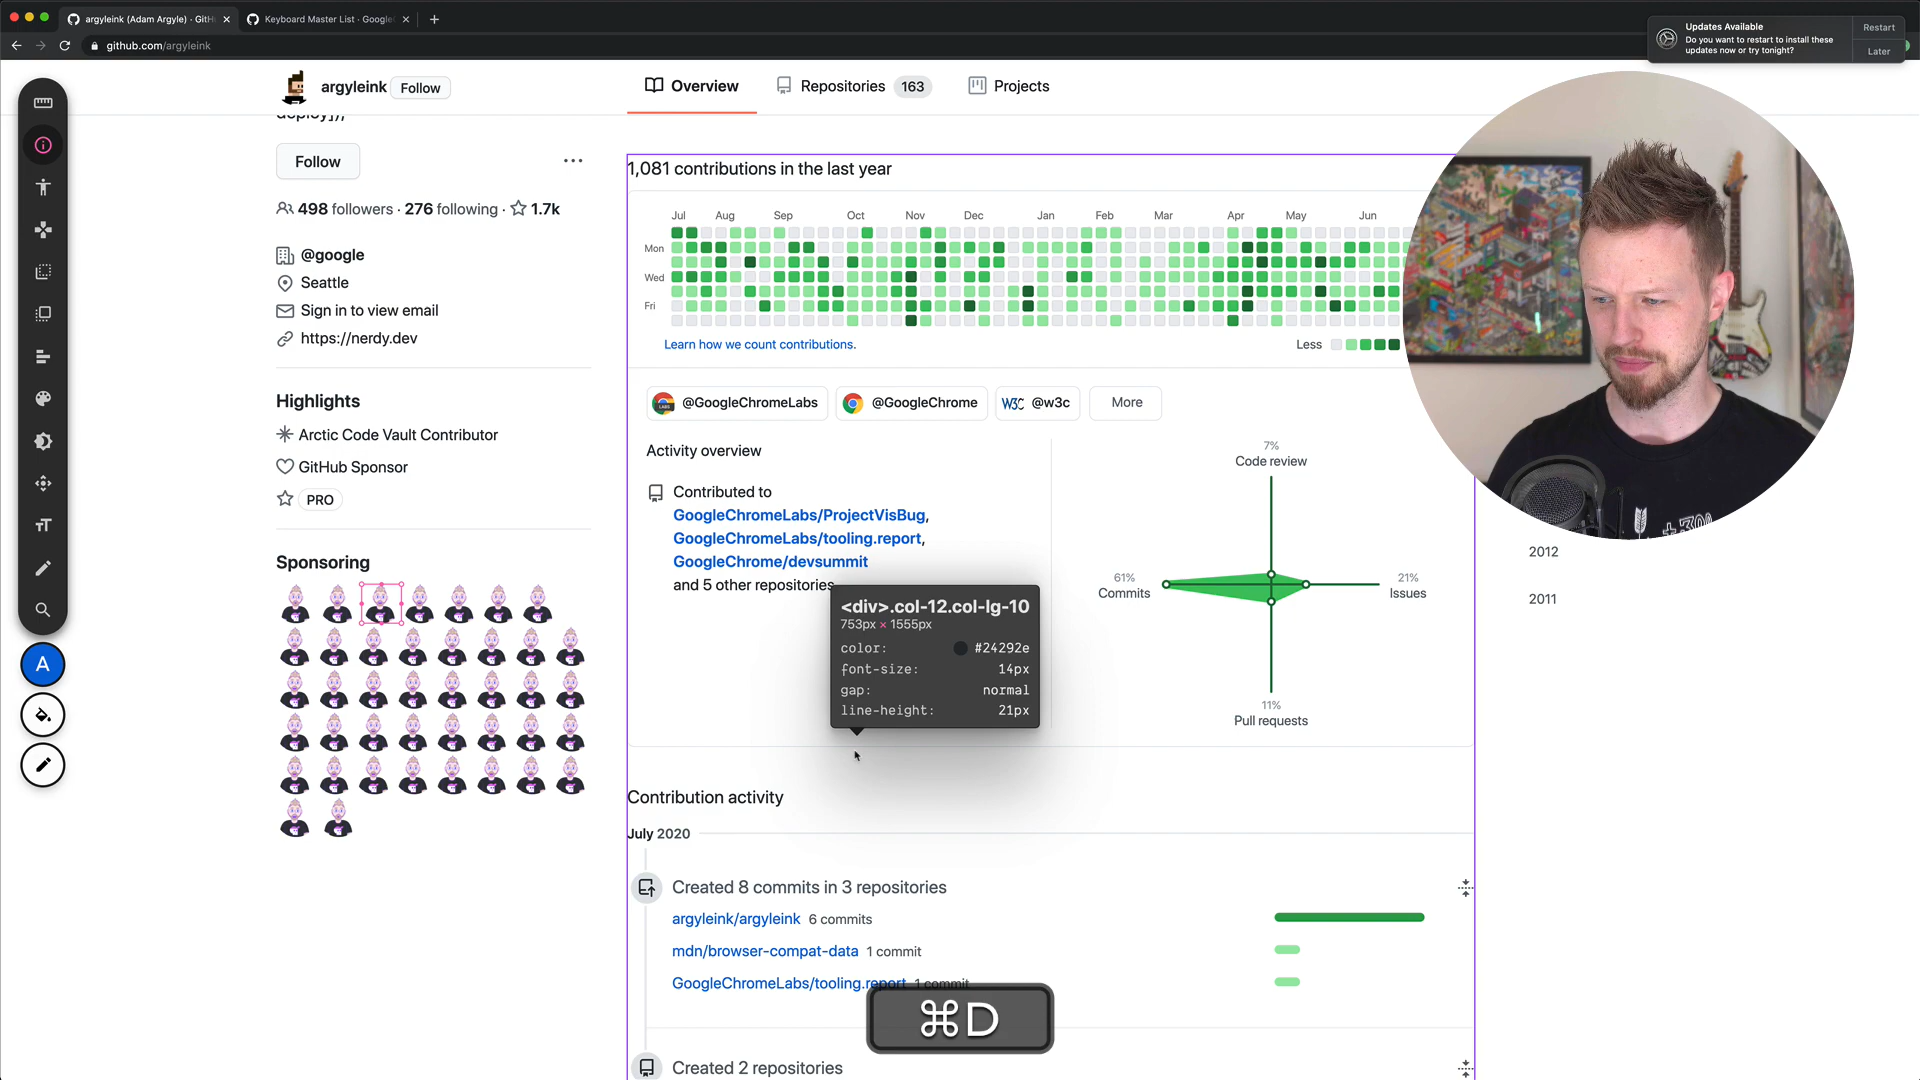 argyleink (Adam Argyle) · GitH
Keyboard Master List · Google
github.com/argyleink
Updates Available
Do you want to restart to install these
updates now or try tonight?
Restart
Later
argyleink
Follow
Overview
Repositories 163
Projects
deploy]);
Follow
498 followers · 276 following · 1.7k
@google
Seattle
Sign in to view email
https://nerdy.dev
Highlights
Arctic Code Vault Contributor
GitHub Sponsor
PRO
Sponsoring
A
1,081 contributions in the last year
Jul Aug Sep Oct Nov Dec Jan Feb Mar Apr May Jun
Mon
Wed
Fri
Learn how we count contributions.
Less
@GoogleChromeLabs
@GoogleChrome
W3C @w3c
More
Activity overview
Contributed to
GoogleChromeLabs/ProjectVisBug,
GoogleChromeLabs/tooling.report,
GoogleChrome/devsummit
and 5 other repositories
7%
Code review
61%
Commits
21%
Issues
11%
Pull requests
2012
2011
<div>.col-12.col-lg-10
753px × 1555px
color: #24292e
font-size: 14px
gap: normal
line-height: 21px
Contribution activity
July 2020
Created 8 commits in 3 repositories
argyleink/argyleink 6 commits
mdn/browser-compat-data 1 commit
GoogleChromeLabs/tooling.report 1 commit
⌘D
Created 2 repositories